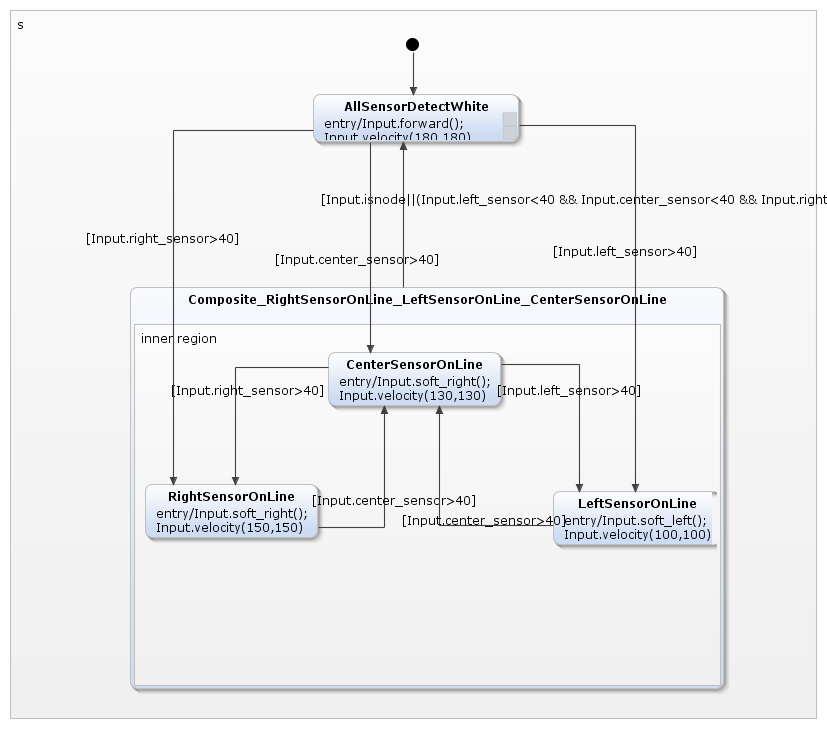 s
AllSensorDetectWhite
entry/Input.forward();
Input.velocity(180,180)
[Input.isnode||(Input.left_sensor<40 && Input.center_sensor<40 && Input.right
[Input.right_sensor>40]
[Input.center_sensor>40]
[Input.left_sensor>40]
Composite_RightSensorOnLine_LeftSensorOnLine_CenterSensorOnLine
inner region
CenterSensorOnLine
entry/Input.soft_right();
Input.velocity(130,130)
[Input.right_sensor>40]
[Input.left_sensor>40]
RightSensorOnLine
entry/Input.soft_right();
Input.velocity(150,150)
[Input.center_sensor>40]
[Input.center_sensor>40]
LeftSensorOnLine
entry/Input.soft_left();
Input.velocity(100,100)